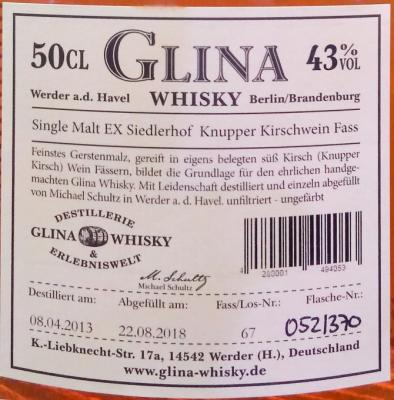 50CL GLINA 43%VOL
Werder a.d. Havel WHISKY Berlin/Brandenburg
Single Malt EX Siedlerhof Knupper Kirschwein Fass
Feinstes Gerstenmalz, gereift in eigens belegten süß Kirsch (Knupper
Kirsch) Wein Fässern, bildet die Grundlage für den ehrlichen handge-
machten Glina Whisky. Mit Leidenschaft destilliert und einzeln abgefüllt
von Michael Schultz in Werder a. d. Havel. unfiltriert - ungefärbt
DESTILLERIE
GLINA WHISKY
& ERLEBNISWELT
M. Schultz
Michael Schultz
4 260001 494059
Destilliert am: Abgefüllt am: Fass/Los-Nr.: Flasche-Nr.:
08.04.2013 22.08.2018 67 052/370
K.-Liebknecht-Str. 17a, 14542 Werder (H.), Deutschland
www.glina-whisky.de